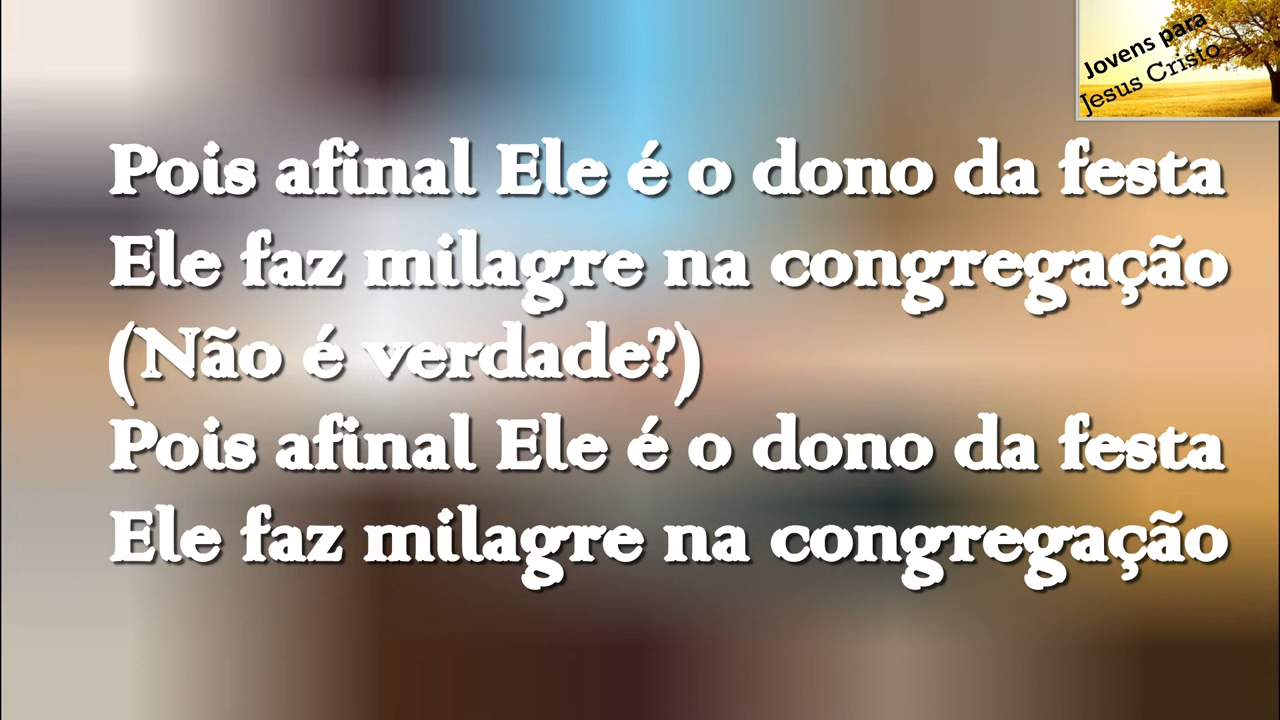 Jovens para
Jesus Cristo
Pois afinal Ele é o dono da festa
Ele faz milagre na congregação
(Não é verdade?)
Pois afinal Ele é o dono da festa
Ele faz milagre na congregação